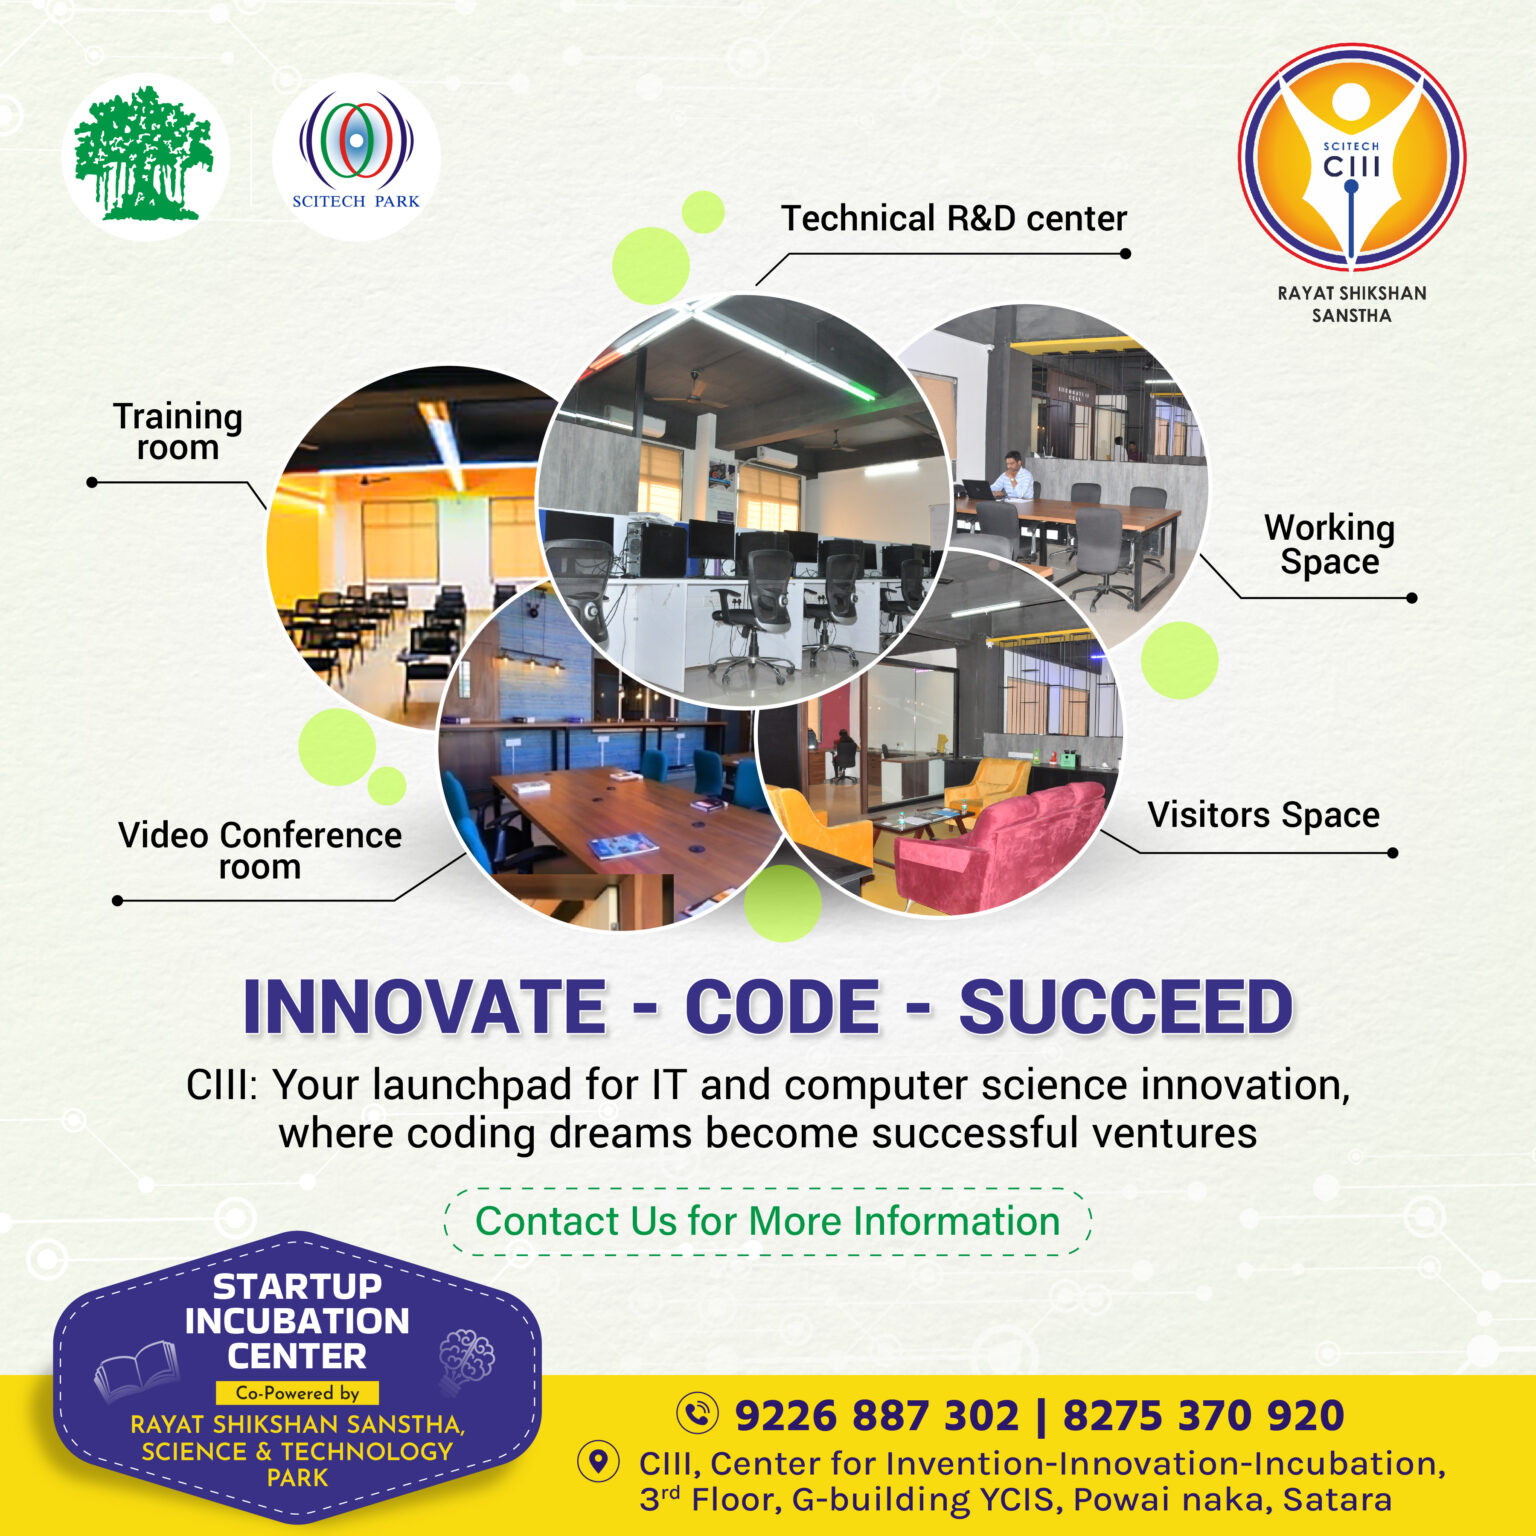 SCITECH PARK
SCITECH
CIII
RAYAT SHIKSHAN
SANSTHA
Technical R&D center
Training
room
Working
Space
Video Conference
room
Visitors Space
INNOVATE - CODE - SUCCEED
CIII: Your launchpad for IT and computer science innovation,
where coding dreams become successful ventures
Contact Us for More Information
STARTUP
INCUBATION
CENTER
Co-Powered by
RAYAT SHIKSHAN SANSTHA,
SCIENCE & TECHNOLOGY
PARK
9226 887 302 | 8275 370 920
CIII, Center for Invention-Innovation-Incubation,
3rd Floor, G-building YCIS, Powai naka, Satara